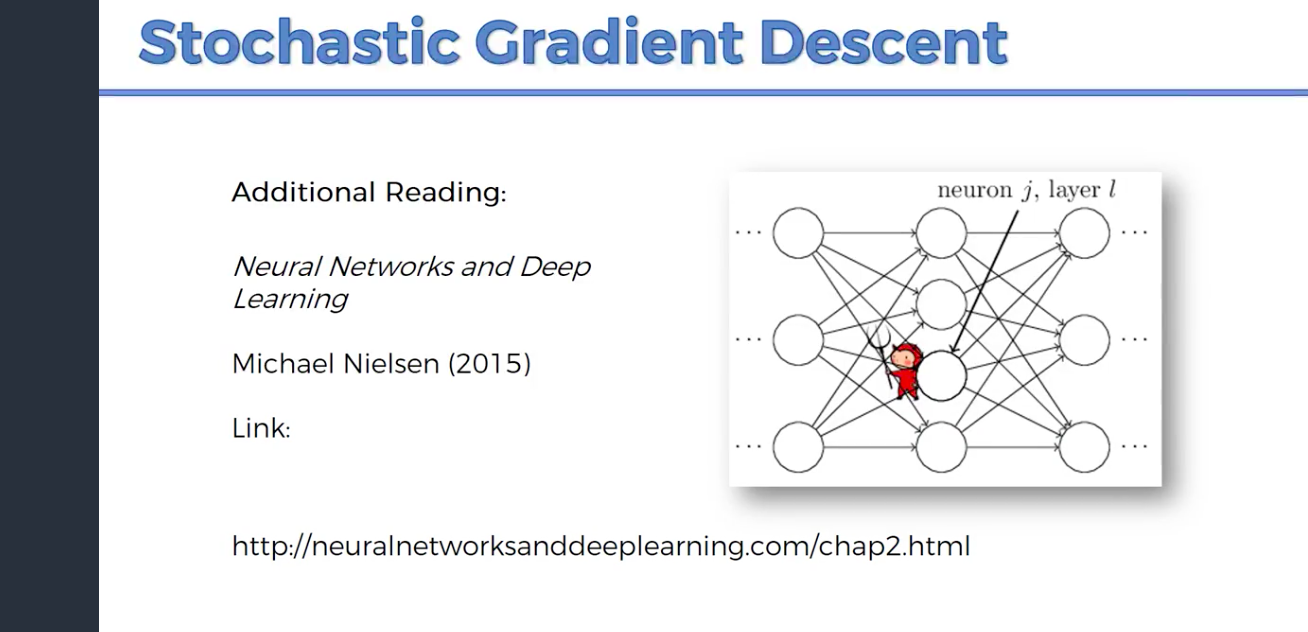 Stochastic Gradient Descent
Additional Reading:
Neural Networks and Deep
Learning
Michael Nielsen (2015)
Link:
http://neuralnetworksanddeeplearning.com/chap2.html
neuron j, layer l
... ...
... ...
... ...